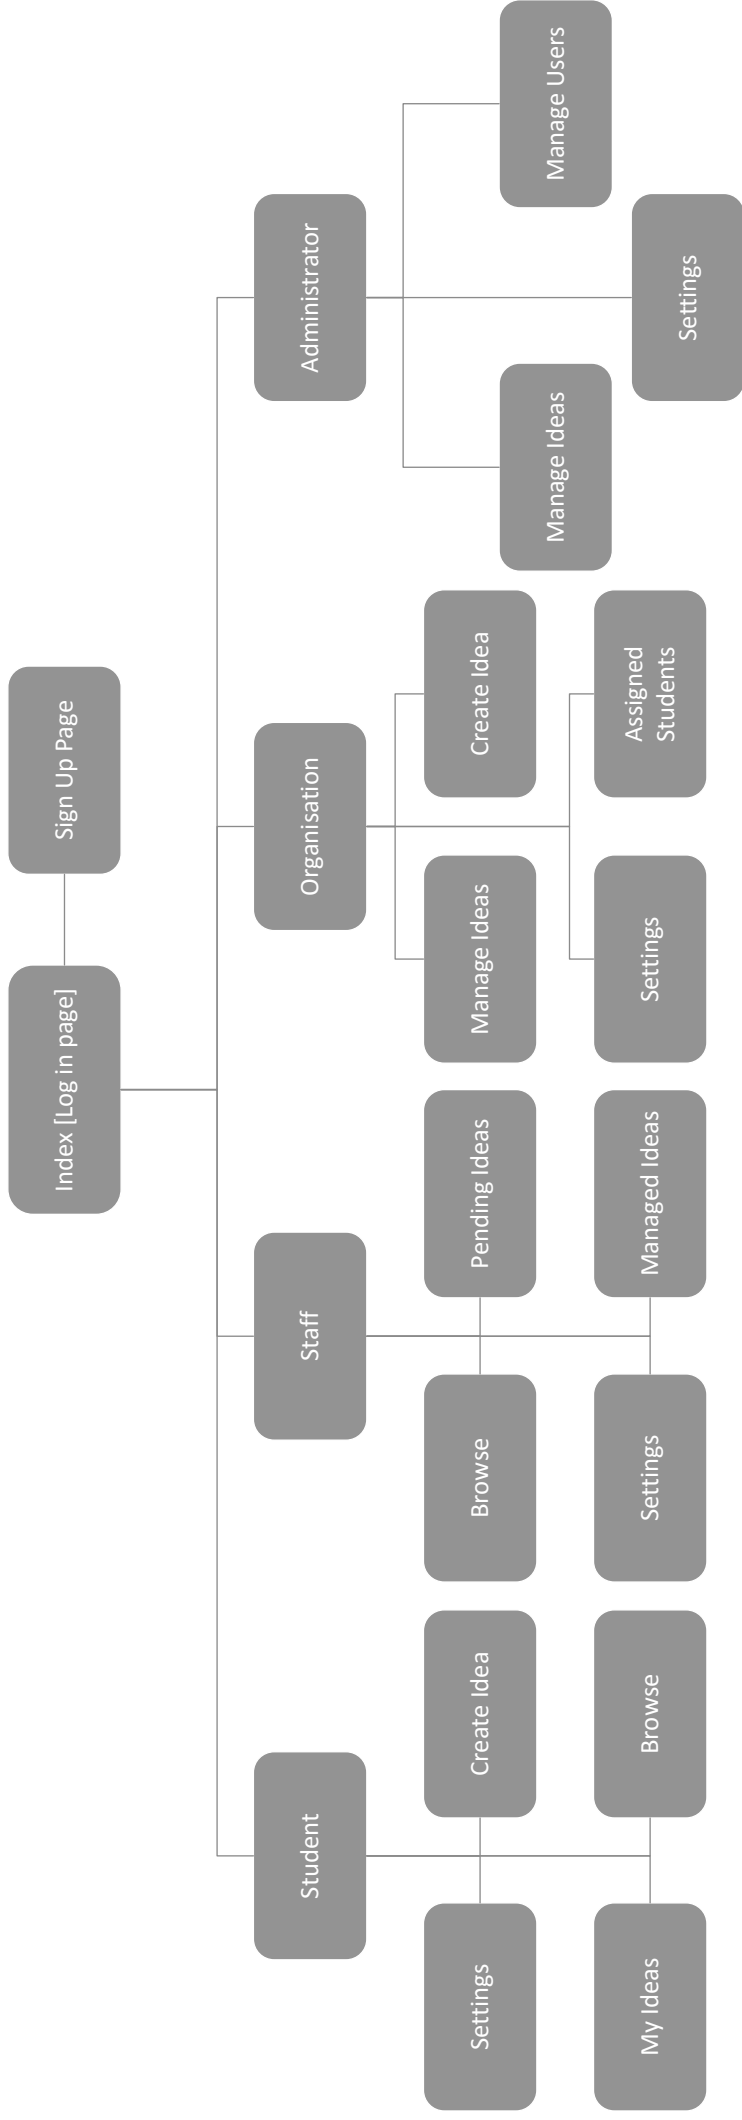 Index [Log in page]
Sign Up Page
Student
Staff
Organisation
Administrator
Settings
Create Idea
Browse
Pending Ideas
Manage Ideas
Create Idea
Manage Ideas
Manage Users
My Ideas
Browse
Settings
Managed Ideas
Settings
Assigned
Students
Settings